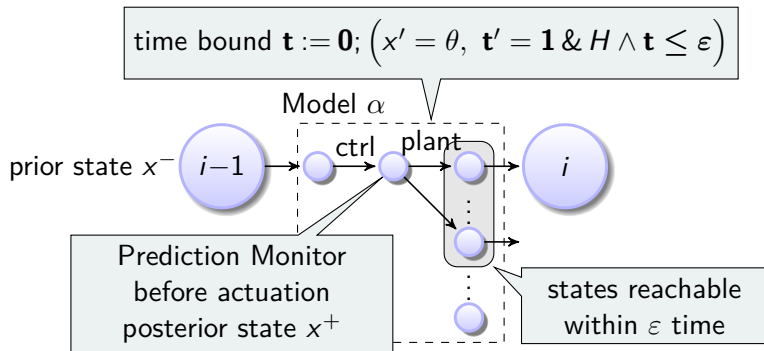 time bound t := 0; (x′ = θ, t′ = 1 & H ∧ t ≤ ε)
Model α
ctrl
plant
prior state x⁻
i−1
i
Prediction Monitor
before actuation
posterior state x⁺
states reachable
within ε time